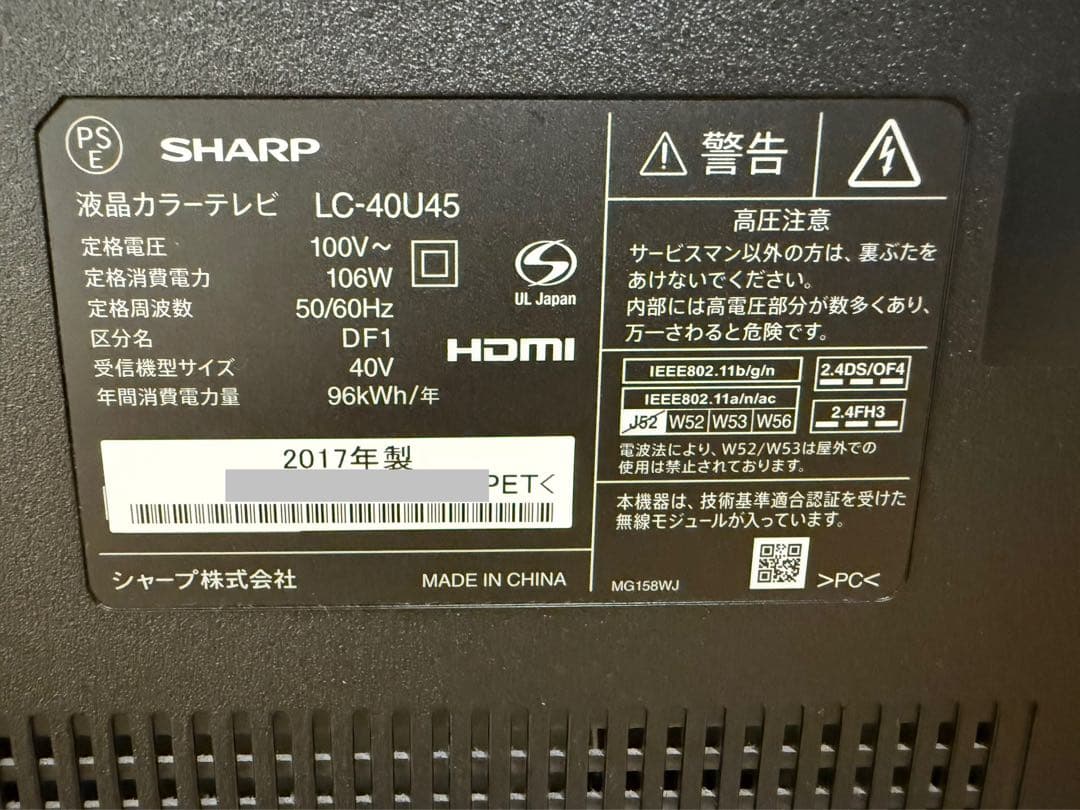 PS
E
SHARP
液晶カラーテレビ LC-40U45
定格電圧 100V～
定格消費電力 106W
定格周波数 50/60Hz
区分名 DF1
受信機型サイズ 40V
年間消費電力量 96kWh/年
UL Japan
HDMI
2017年製
PET<
シャープ株式会社 MADE IN CHINA
警告
高圧注意
サービスマン以外の方は、裏ぶたを
あけないでください。
内部には高電圧部分が数多くあり、
万一さわると危険です。
IEEE802.11b/g/n
IEEE802.11a/n/ac
J52 W52 W53 W56
2.4DS/OF4
2.4FH3
電波法により、W52/W53は屋外での
使用は禁止されております。
本機器は、技術基準適合認証を受けた
無線モジュールが入っています。
MG158WJ
>PC<